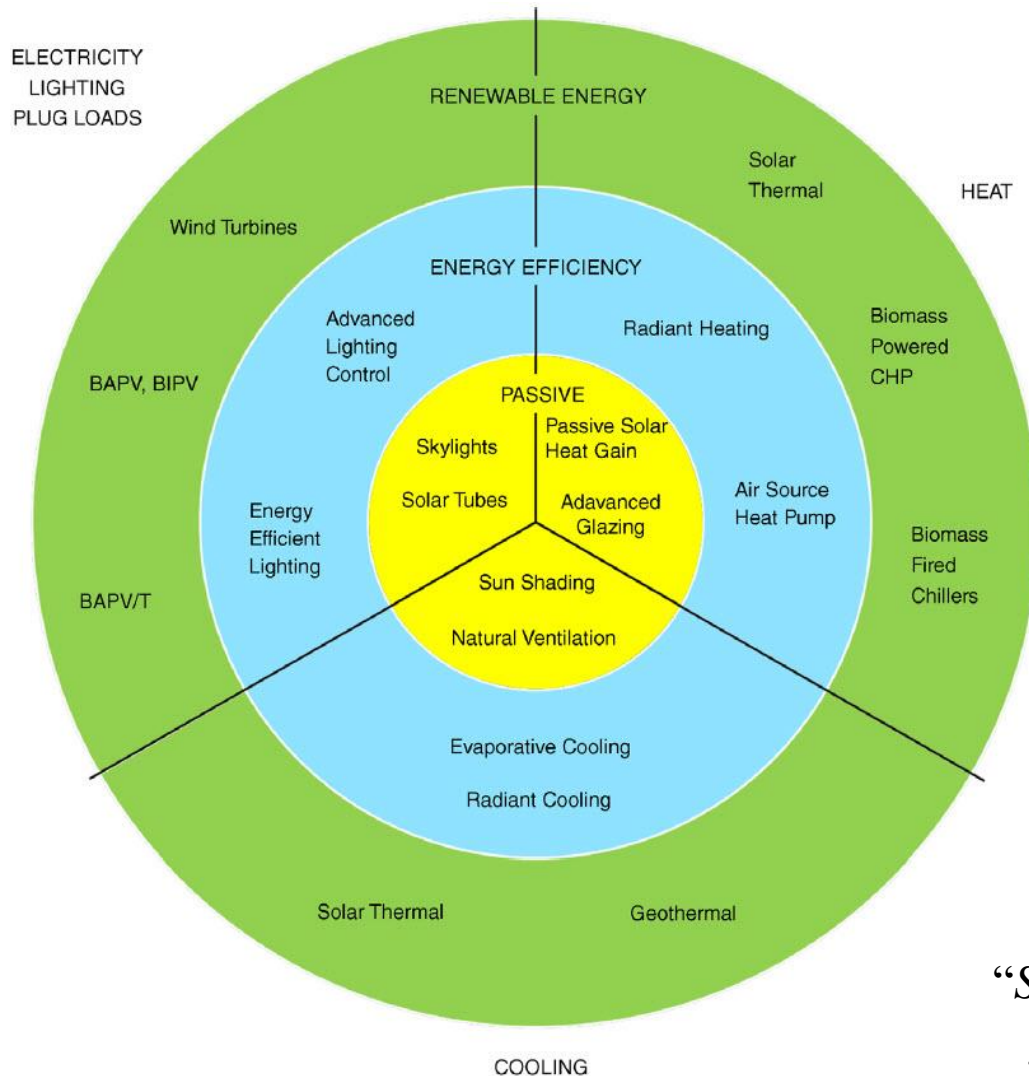 ELECTRICITY
LIGHTING
PLUG LOADS
RENEWABLE ENERGY
Solar
Thermal
HEAT
Wind Turbines
ENERGY EFFICIENCY
Advanced
Lighting
Control
Radiant Heating
Biomass
Powered
CHP
BAPV, BIPV
PASSIVE
Skylights
Passive Solar
Heat Gain
Solar Tubes
Adavanced
Glazing
Air Source
Heat Pump
Energy
Efficient
Lighting
Biomass
Fired
Chillers
BAPV/T
Sun Shading
Natural Ventilation
Evaporative Cooling
Radiant Cooling
Solar Thermal
Geothermal
COOLING